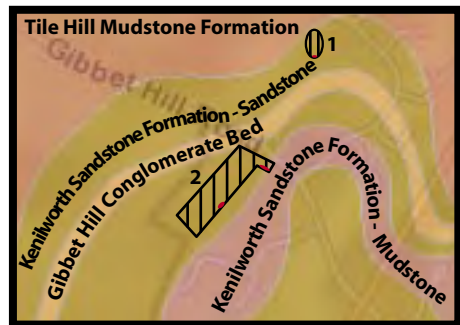 Tile Hill Mudstone Formation
Gibbet Hill
1
Kenilworth Sandstone Formation - Sandstone
Gibbet Hill Conglomerate Bed
2
Kenilworth Sandstone Formation - Mudstone